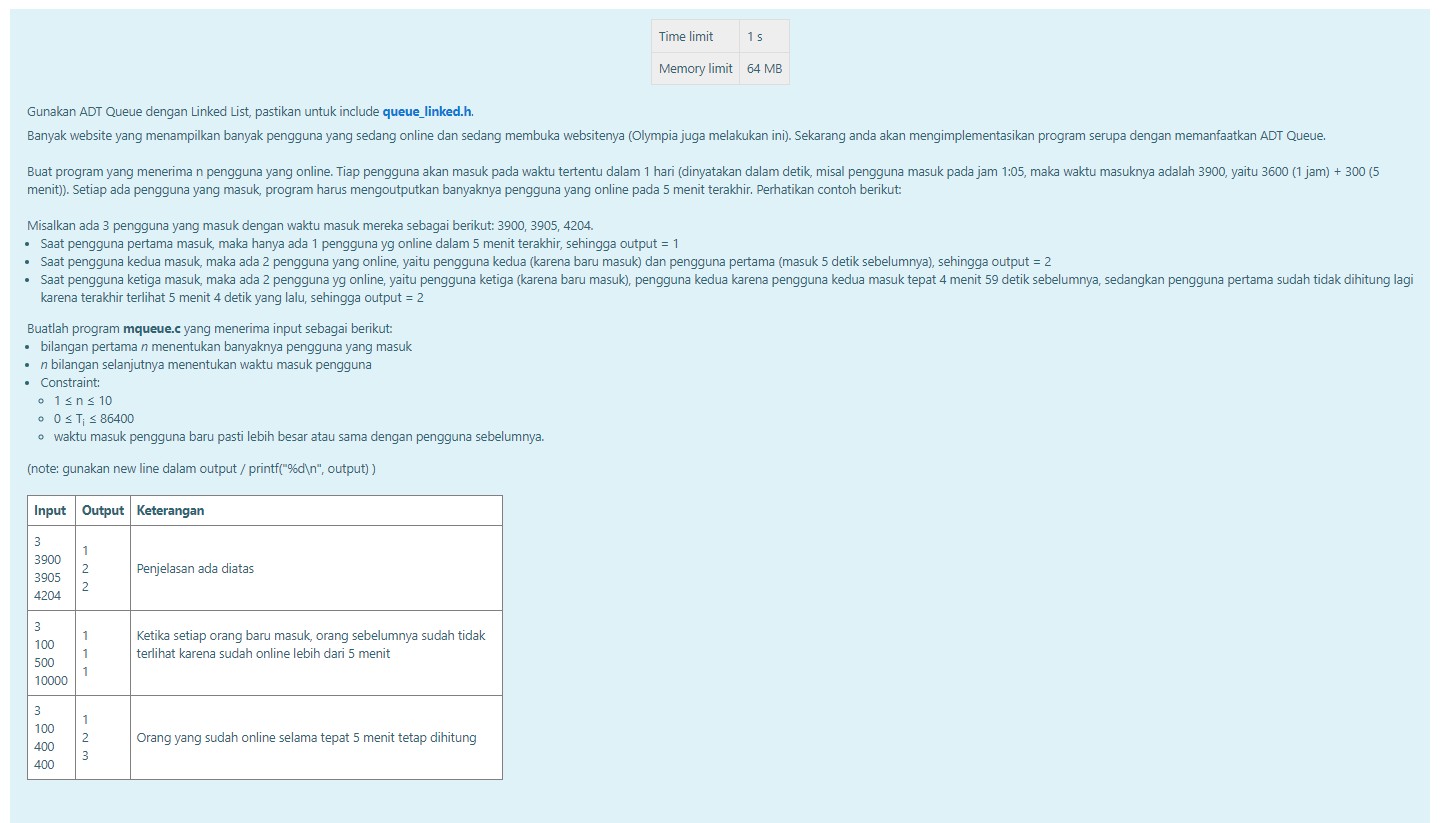 Time limit 1 s
Memory limit 64 MB
Gunakan ADT Queue dengan Linked List, pastikan untuk include queue_linked.h.
Banyak website yang menampilkan banyak pengguna yang sedang online dan sedang membuka websitenya (Olympia juga melakukan ini). Sekarang anda akan mengimplementasikan program serupa dengan memanfaatkan ADT Queue.
Buat program yang menerima n pengguna yang online. Tiap pengguna akan masuk pada waktu tertentu dalam 1 hari (dinyatakan dalam detik, misal pengguna masuk pada jam 1:05, maka waktu masuknya adalah 3900, yaitu 3600 (1 jam) + 300 (5
menit)). Setiap ada pengguna yang masuk, program harus mengoutputkan banyaknya pengguna yang online pada 5 menit terakhir. Perhatikan contoh berikut:
Misalkan ada 3 pengguna yang masuk dengan waktu masuk mereka sebagai berikut: 3900, 3905, 4204.
• Saat pengguna pertama masuk, maka hanya ada 1 pengguna yg online dalam 5 menit terakhir, sehingga output = 1
• Saat pengguna kedua masuk, maka ada 2 pengguna yang online, yaitu pengguna kedua (karena baru masuk) dan pengguna pertama (masuk 5 detik sebelumnya), sehingga output = 2
• Saat pengguna ketiga masuk, maka ada 2 pengguna yg online, yaitu pengguna ketiga (karena baru masuk), pengguna kedua karena pengguna kedua masuk tepat 4 menit 59 detik sebelumnya, sedangkan pengguna pertama sudah tidak dihitung lagi
karena terakhir terlihat 5 menit 4 detik yang lalu, sehingga output = 2
Buatlah program mqueue.c yang menerima input sebagai berikut:
• bilangan pertama n menentukan banyaknya pengguna yang masuk
• n bilangan selanjutnya menentukan waktu masuk pengguna
• Constraint:
◦ 1 ≤ n ≤ 10
◦ 0 ≤ Tᵢ ≤ 86400
◦ waktu masuk pengguna baru pasti lebih besar atau sama dengan pengguna sebelumnya.
(note: gunakan new line dalam output / printf("%d\n", output) )
Input Output Keterangan
3
3900
3905
4204
1
2
2
Penjelasan ada diatas
3
100
500
10000
1
1
1
Ketika setiap orang baru masuk, orang sebelumnya sudah tidak
terlihat karena sudah online lebih dari 5 menit
3
100
400
400
1
2
3
Orang yang sudah online selama tepat 5 menit tetap dihitung